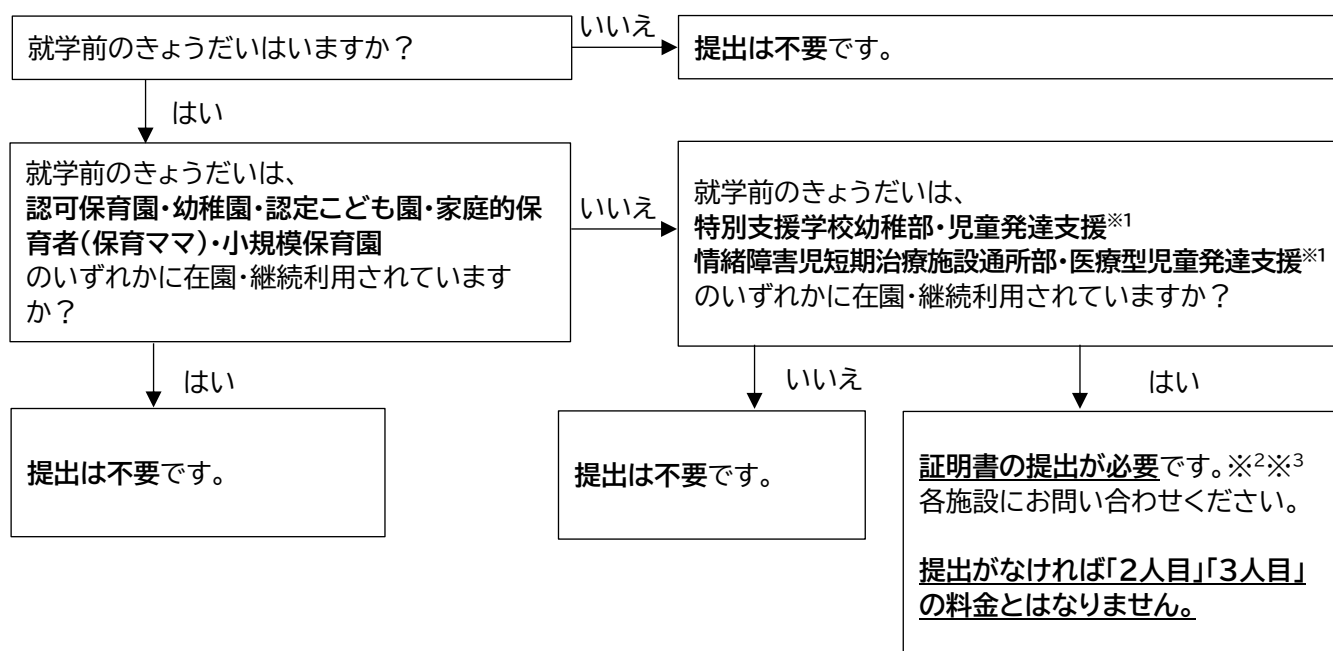 就学前のきょうだいはいますか？
いいえ
提出は不要です。
はい
就学前のきょうだいは、
認可保育園・幼稚園・認定こども園・家庭的保
育者(保育ママ)・小規模保育園
のいずれかに在園・継続利用されています
か？
いいえ
就学前のきょうだいは、
特別支援学校幼稚部・児童発達支援※1
情緒障害児短期治療施設通所部・医療型児童発達支援※1
のいずれかに在園・継続利用されていますか？
はい
いいえ
はい
提出は不要です。
提出は不要です。
証明書の提出が必要です。※2※3
各施設にお問い合わせください。
提出がなければ「2人目」「3人目」
の料金とはなりません。